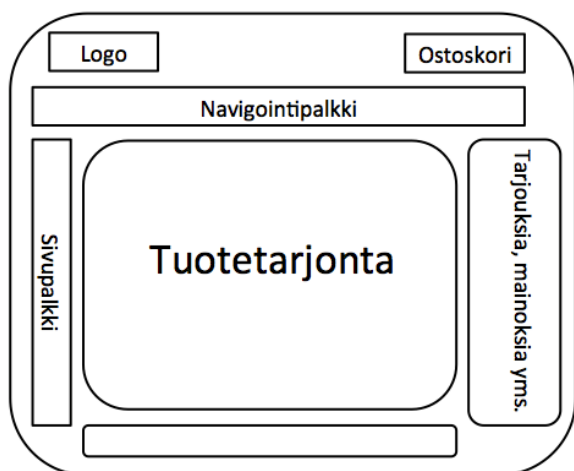 Logo
Ostoskori
Navigointipalkki
Sivupalkki
Tuotetarjonta
Tarjouksia, mainoksia yms.